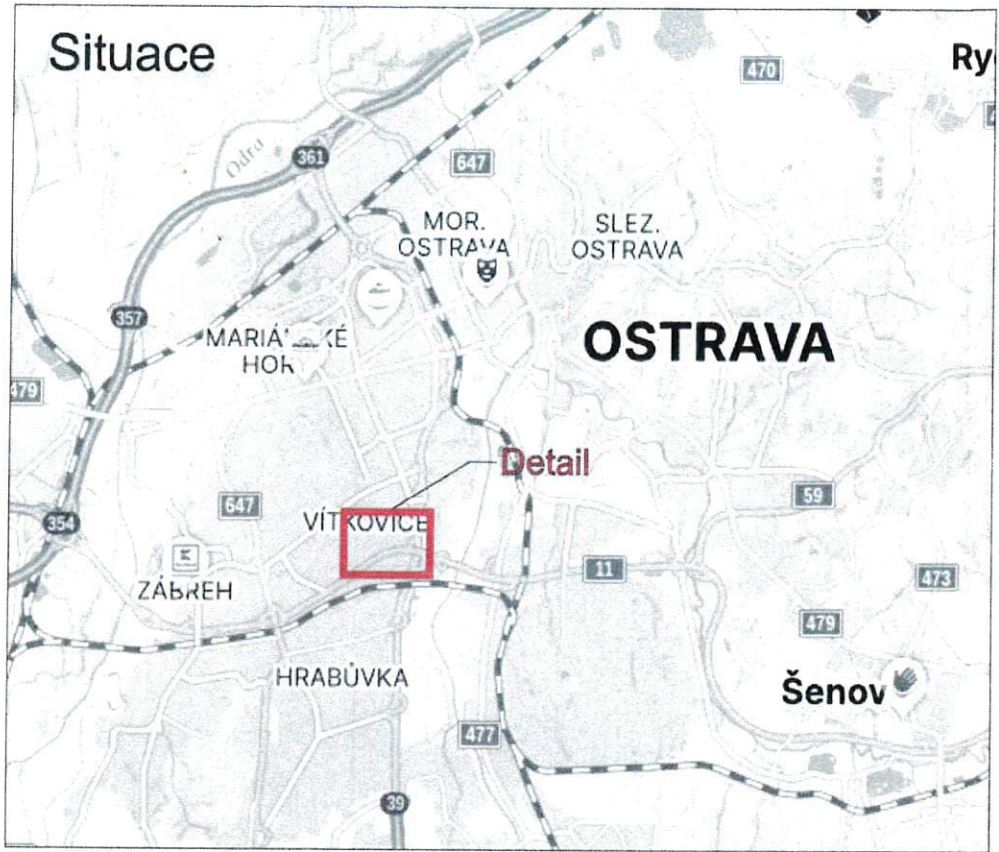 Situace
470
361
Odra
647
MOR.
OSTRAVA
SLEZ.
OSTRAVA
357
OSTRAVA
479
Detail
647
59
354
VÍTKOVICE
11
473
ZÁBŘEH
479
HRABŮVKA
Šenov
477
39